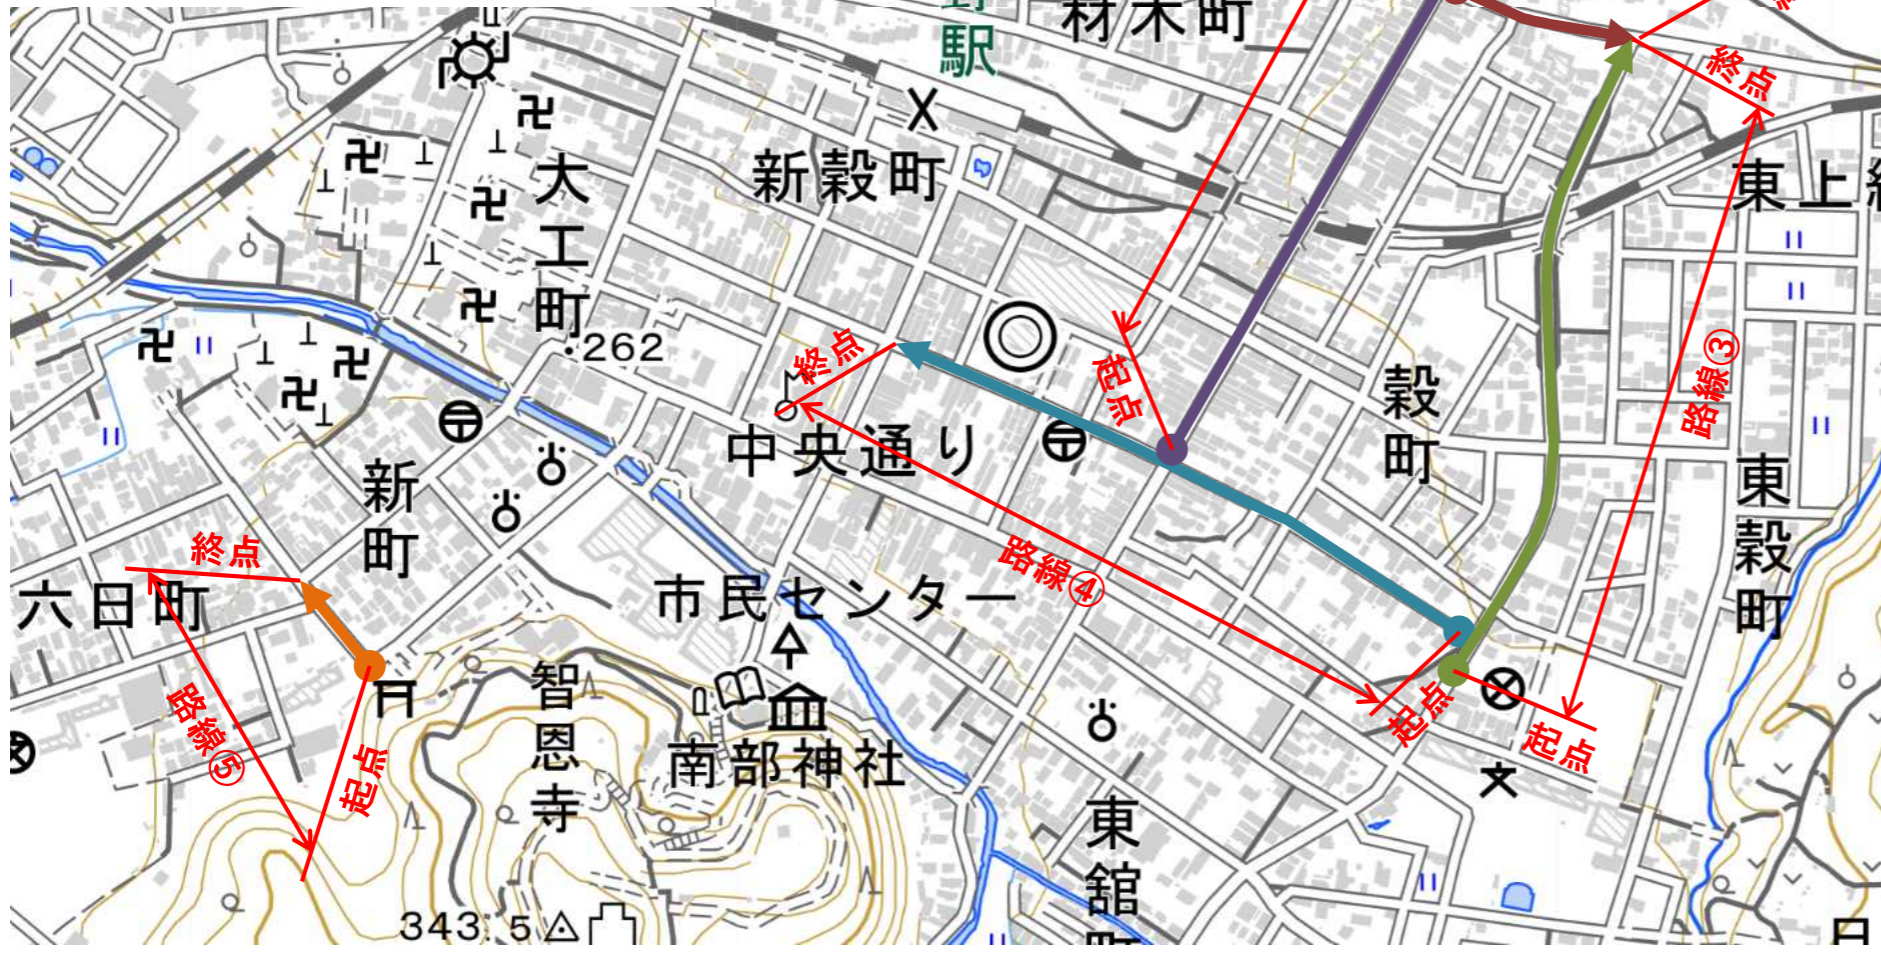 駅
材木町
終点
新穀町
東上
大工町
262
終点
起点
路線③
穀町
中央通り
東穀町
新町
終点
路線④
六日町
市民センター
智恩寺
路線⑤
起点
起点
起点
南部神社
東舘
343.5